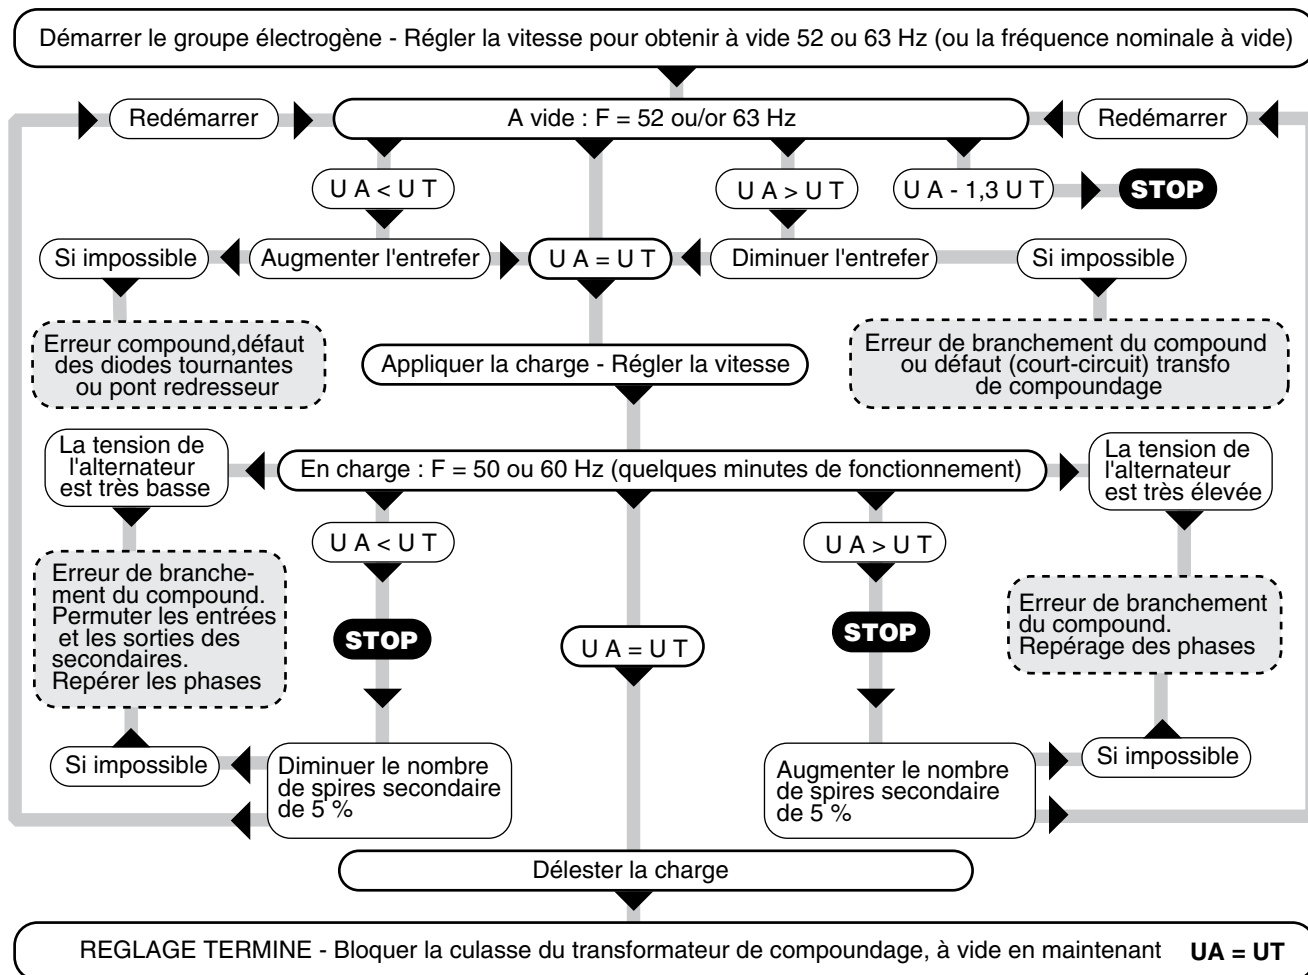 Démarrer le groupe électrogène - Régler la vitesse pour obtenir à vide 52 ou 63 Hz (ou la fréquence nominale à vide)
Redémarrer
A vide : F = 52 ou/or 63 Hz
Redémarrer
U A < U T
U A > U T
U A - 1,3 U T
STOP
Si impossible
Augmenter l'entrefer
U A = U T
Diminuer l'entrefer
Si impossible
Erreur compound,défaut
des diodes tournantes
ou pont redresseur
Appliquer la charge - Régler la vitesse
Erreur de branchement du compound
ou défaut (court-circuit) transfo
de compoundage
La tension de
l'alternateur
est très basse
En charge : F = 50 ou 60 Hz (quelques minutes de fonctionnement)
La tension de
l'alternateur
est très élevée
U A < U T
U A > U T
Erreur de branche-
ment du compound.
Permuter les entrées
et les sorties des
secondaires.
Repérer les phases
STOP
U A = U T
STOP
Erreur de branchement
du compound.
Repérage des phases
Si impossible
Diminuer le nombre
de spires secondaire
de 5 %
Augmenter le nombre
de spires secondaire
de 5 %
Si impossible
Délester la charge
REGLAGE TERMINE - Bloquer la culasse du transformateur de compoundage, à vide en maintenant UA = UT